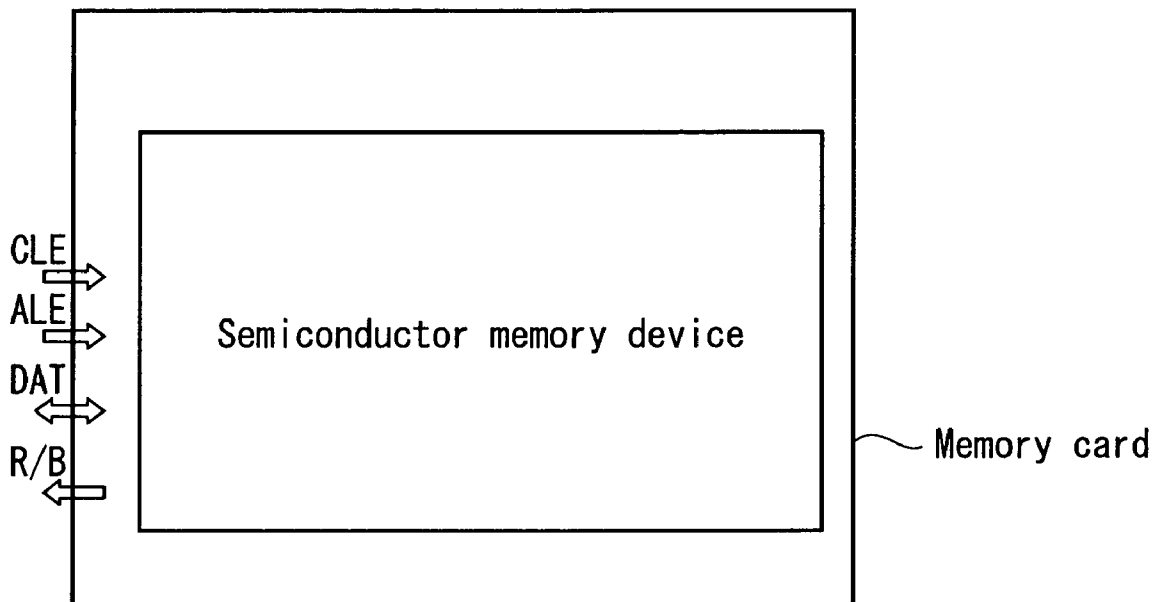 CLE
ALE
DAT
R/B
Semiconductor memory device
Memory card